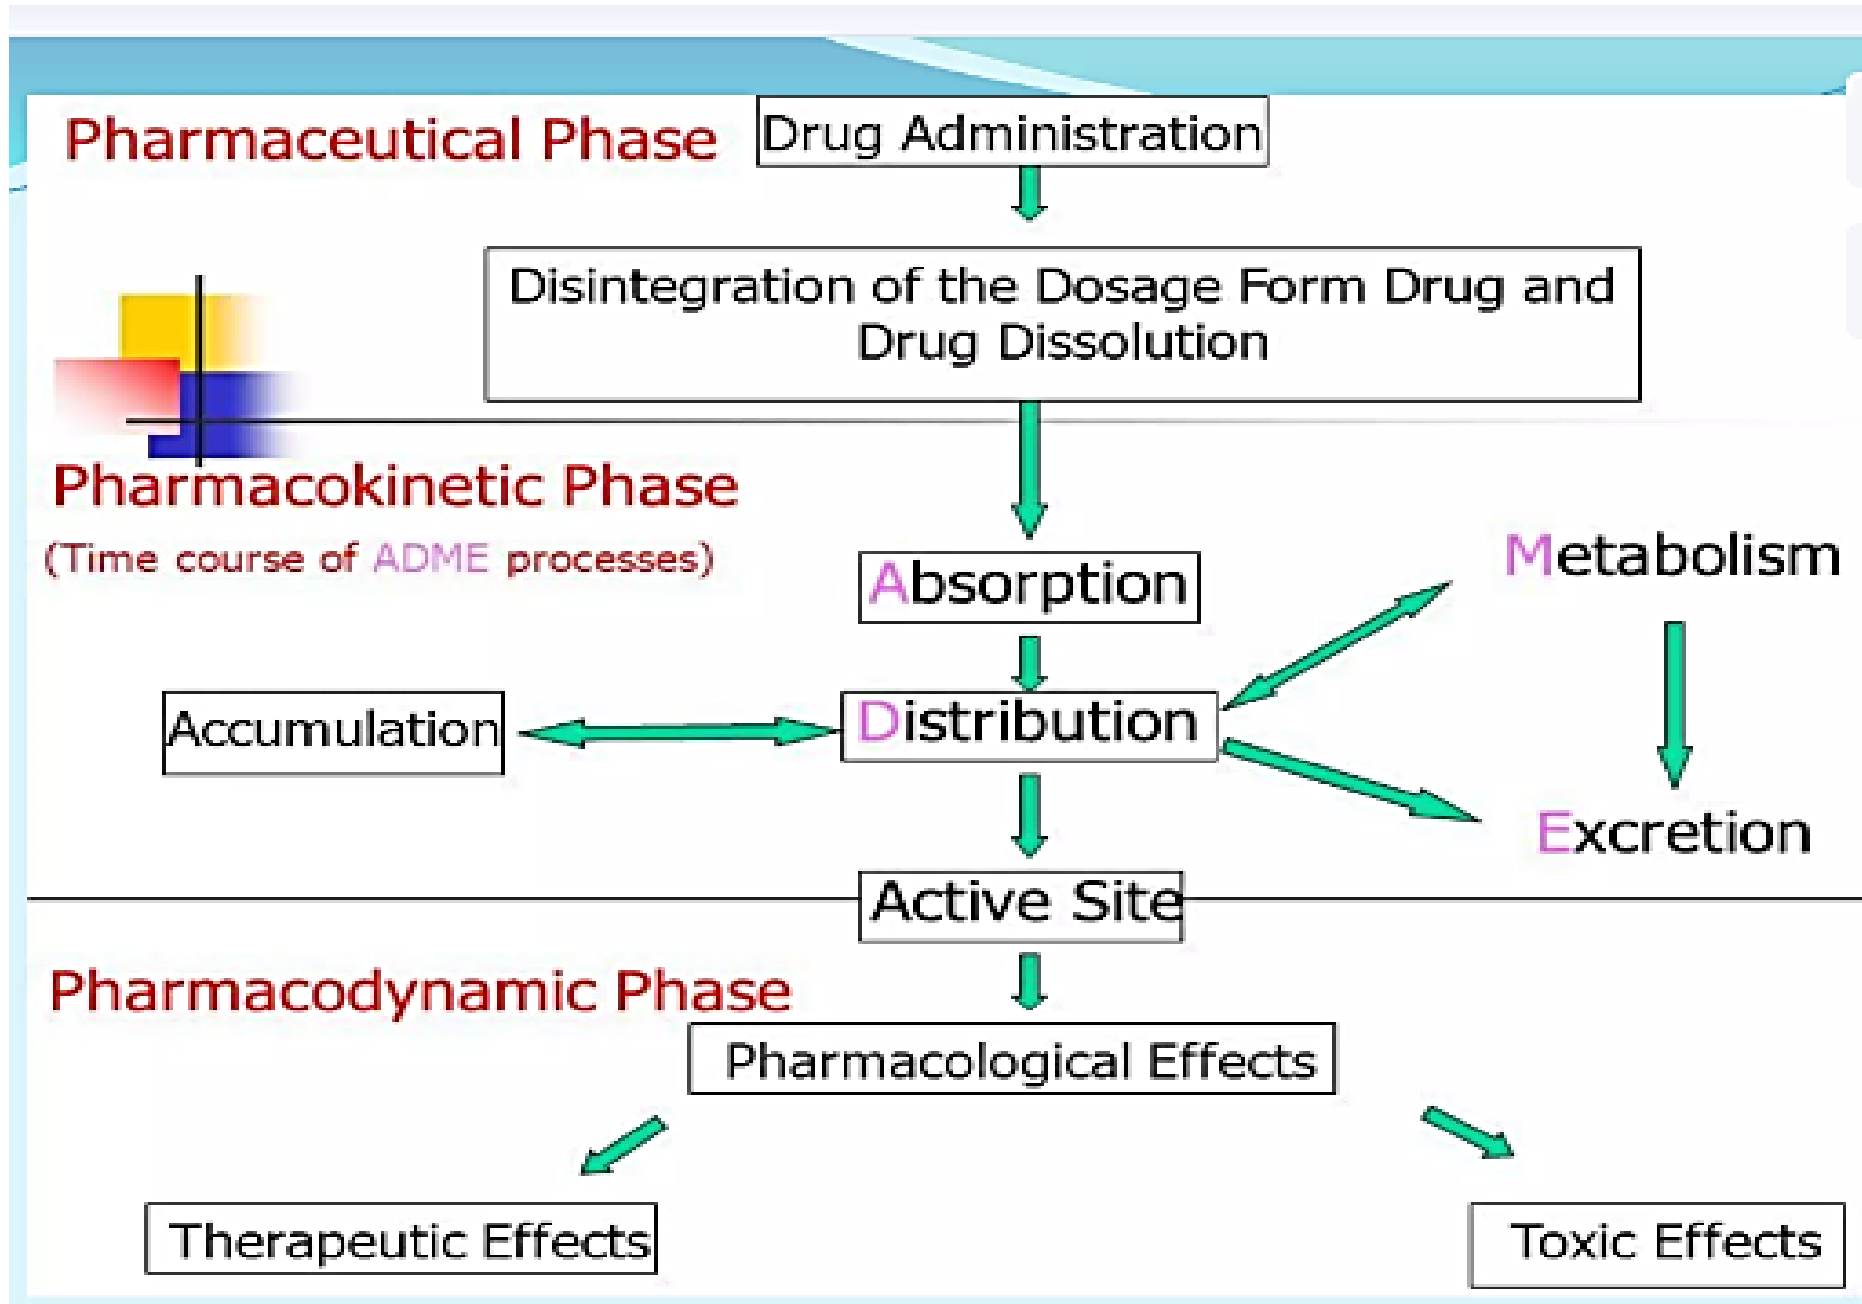 Pharmaceutical Phase
Drug Administration
Disintegration of the Dosage Form Drug and
Drug Dissolution
Pharmacokinetic Phase
(Time course of ADME processes)
Absorption
Metabolism
Accumulation
Distribution
Excretion
Active Site
Pharmacodynamic Phase
Pharmacological Effects
Therapeutic Effects
Toxic Effects